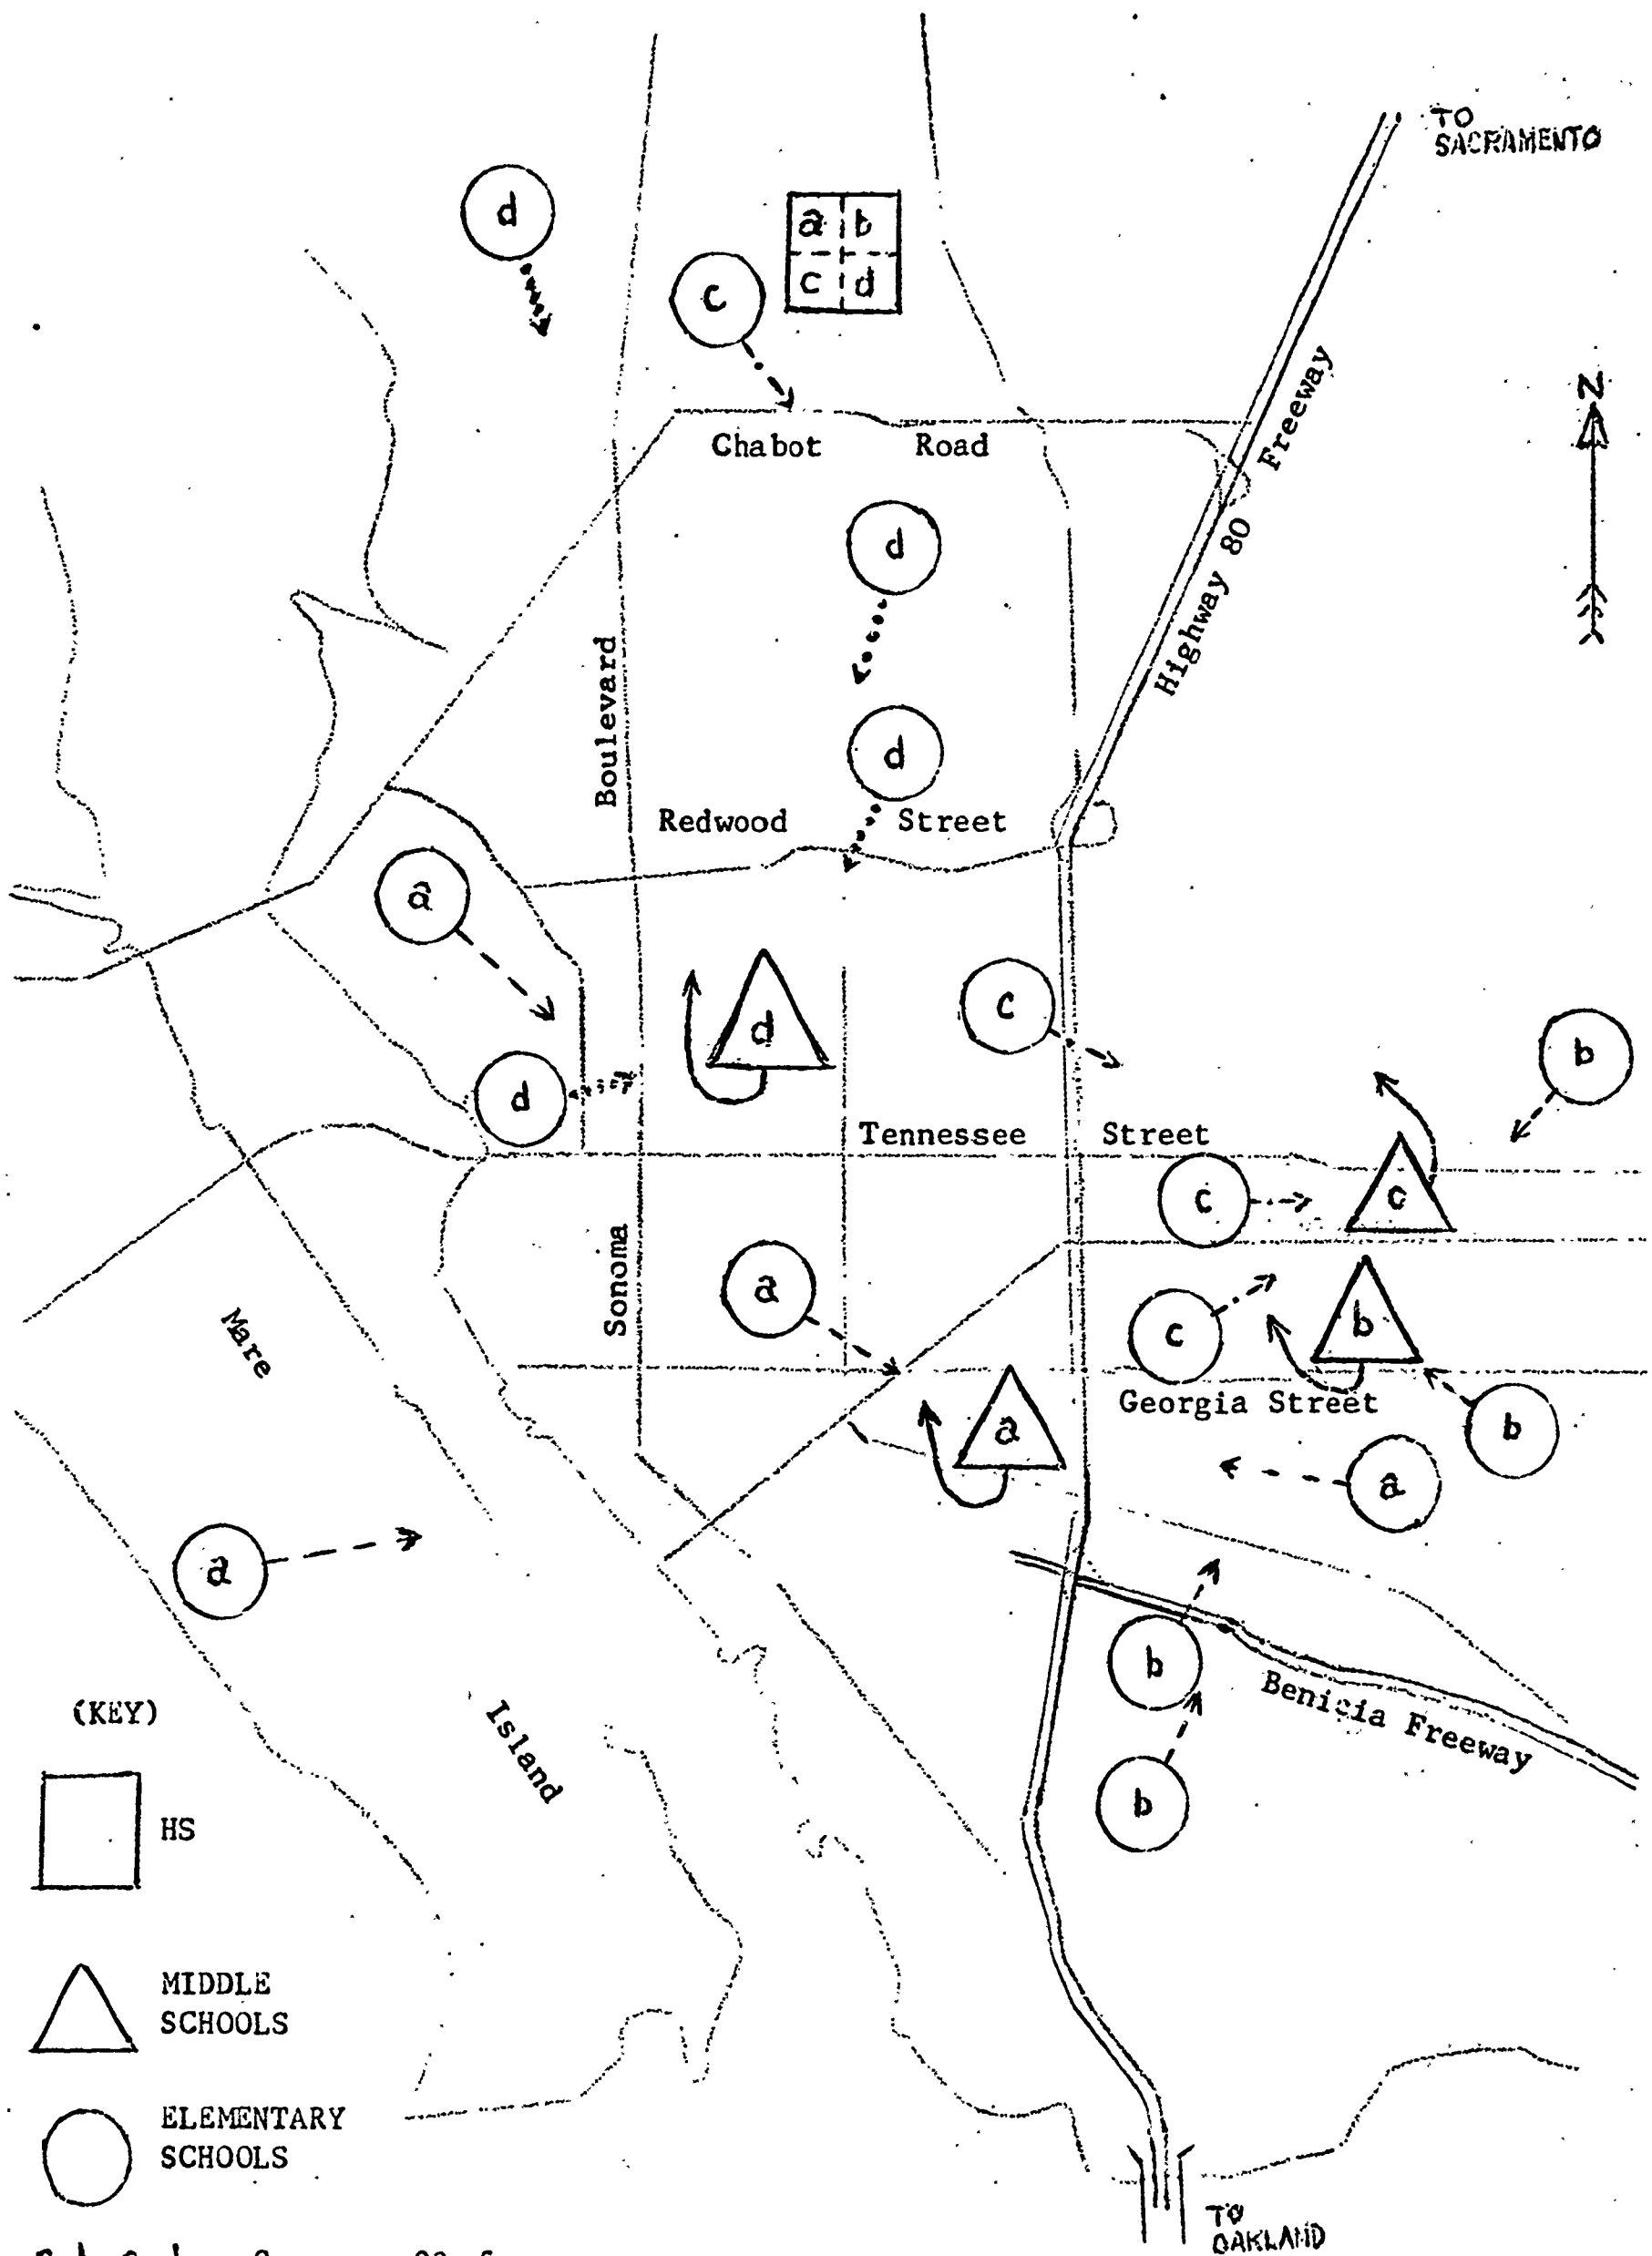 TO
SACRAMENTO
d
a b
c d
c
Chabot Road
N
Highway 80 Freeway
d
Boulevard
d
Redwood Street
a
d
c
b
d
Tennessee Street
c
c
a
Sonoma
Mare
b
c
Georgia Street
a
b
a
a
b
Benicia Freeway
Island
b
(KEY)
HS
MIDDLE
SCHOOLS
ELEMENTARY
SCHOOLS
TO
OAKLAND